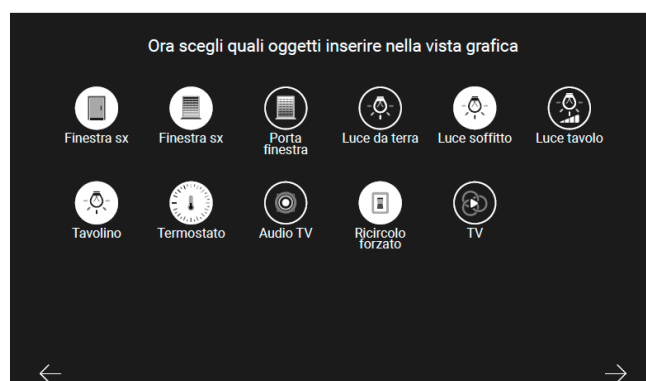 Ora scegli quali oggetti inserire nella vista grafica
Finestra sx
Finestra sx
Porta
finestra
Luce da terra
Luce soffitto
Luce tavolo
Tavolino
Termostato
Audio TV
Ricircolo
forzato
TV